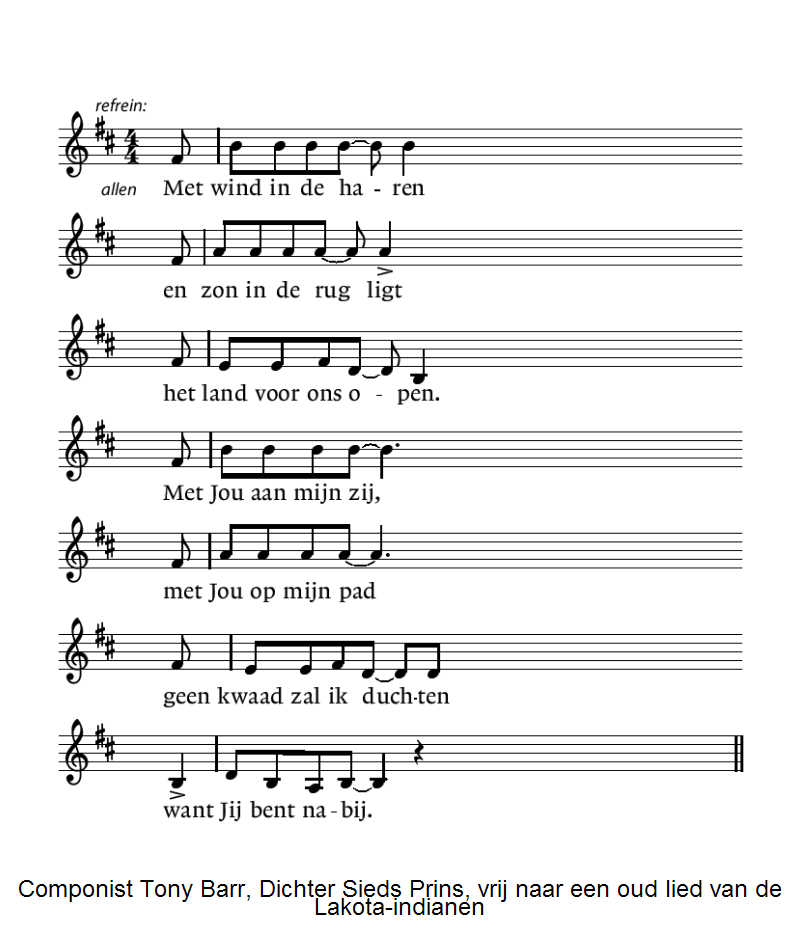 refrein:
4
4
allen Met wind in de ha - ren
en zon in de rug ligt
het land voor ons o - pen.
Met Jou aan mijn zij,
met Jou op mijn pad
geen kwaad zal ik duch-ten
want Jij bent na-bij.
Componist Tony Barr, Dichter Sieds Prins, vrij naar een oud lied van de
Lakota-indianen